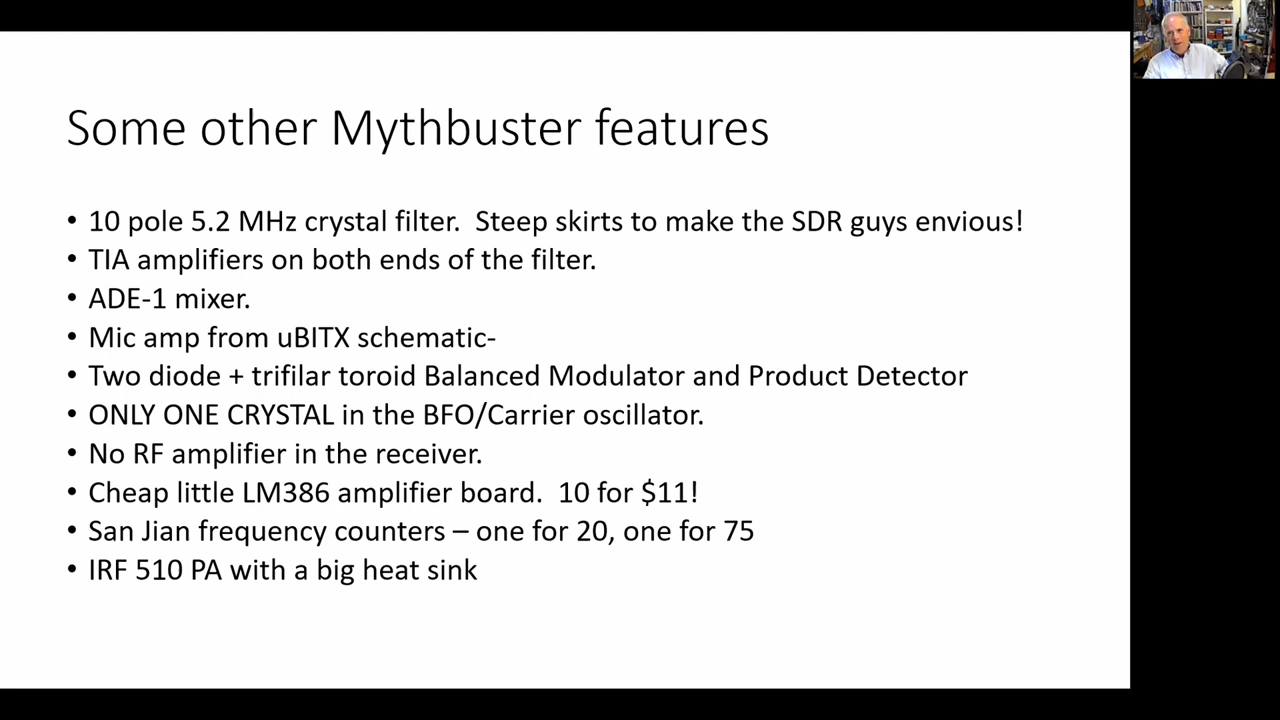 Some other Mythbuster features
• 10 pole 5.2 MHz crystal filter.  Steep skirts to make the SDR guys envious!
• TIA amplifiers on both ends of the filter.
• ADE-1 mixer.
• Mic amp from uBITX schematic-
• Two diode + trifilar toroid Balanced Modulator and Product Detector
• ONLY ONE CRYSTAL in the BFO/Carrier oscillator.
• No RF amplifier in the receiver.
• Cheap little LM386 amplifier board.  10 for $11!
• San Jian frequency counters – one for 20, one for 75
• IRF 510 PA with a big heat sink